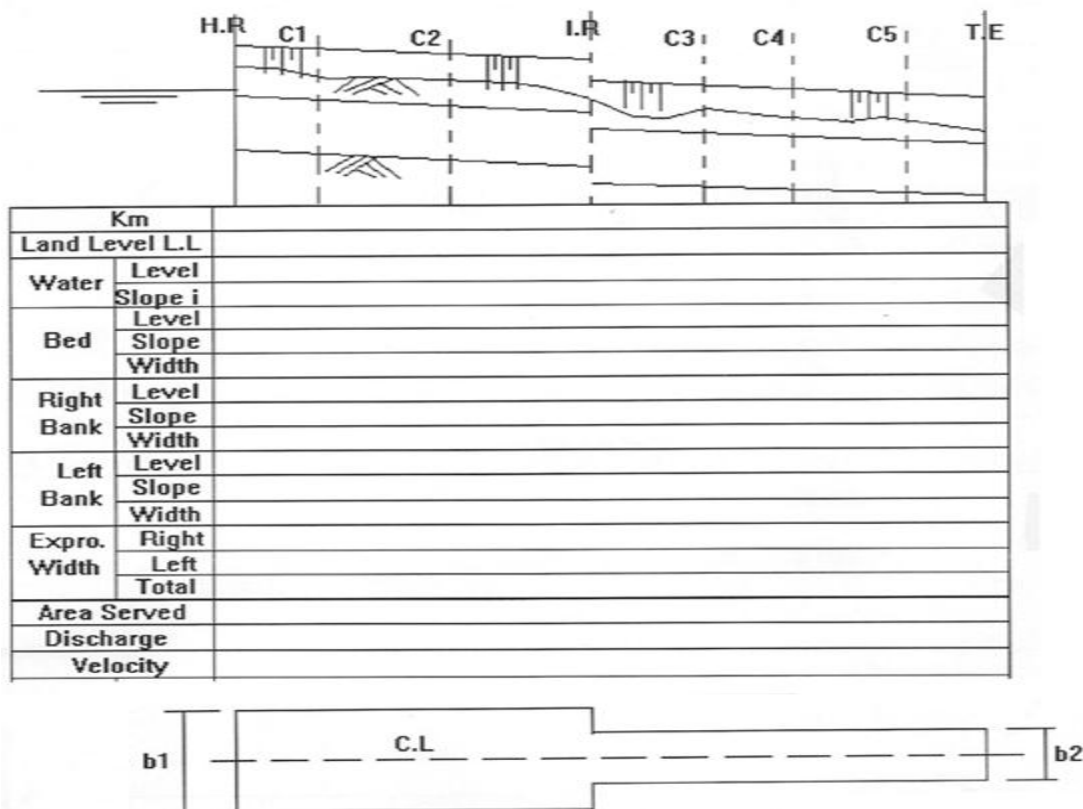 H.R C1 C2 I.R C3 C4 C5 T.E
Km
Land Level L.L
Water
Level
Slope i
Bed
Level
Slope
Width
Right
Bank
Level
Slope
Width
Left
Bank
Level
Slope
Width
Expro.
Width
Right
Left
Total
Area Served
Discharge
Velocity
b1 C.L b2